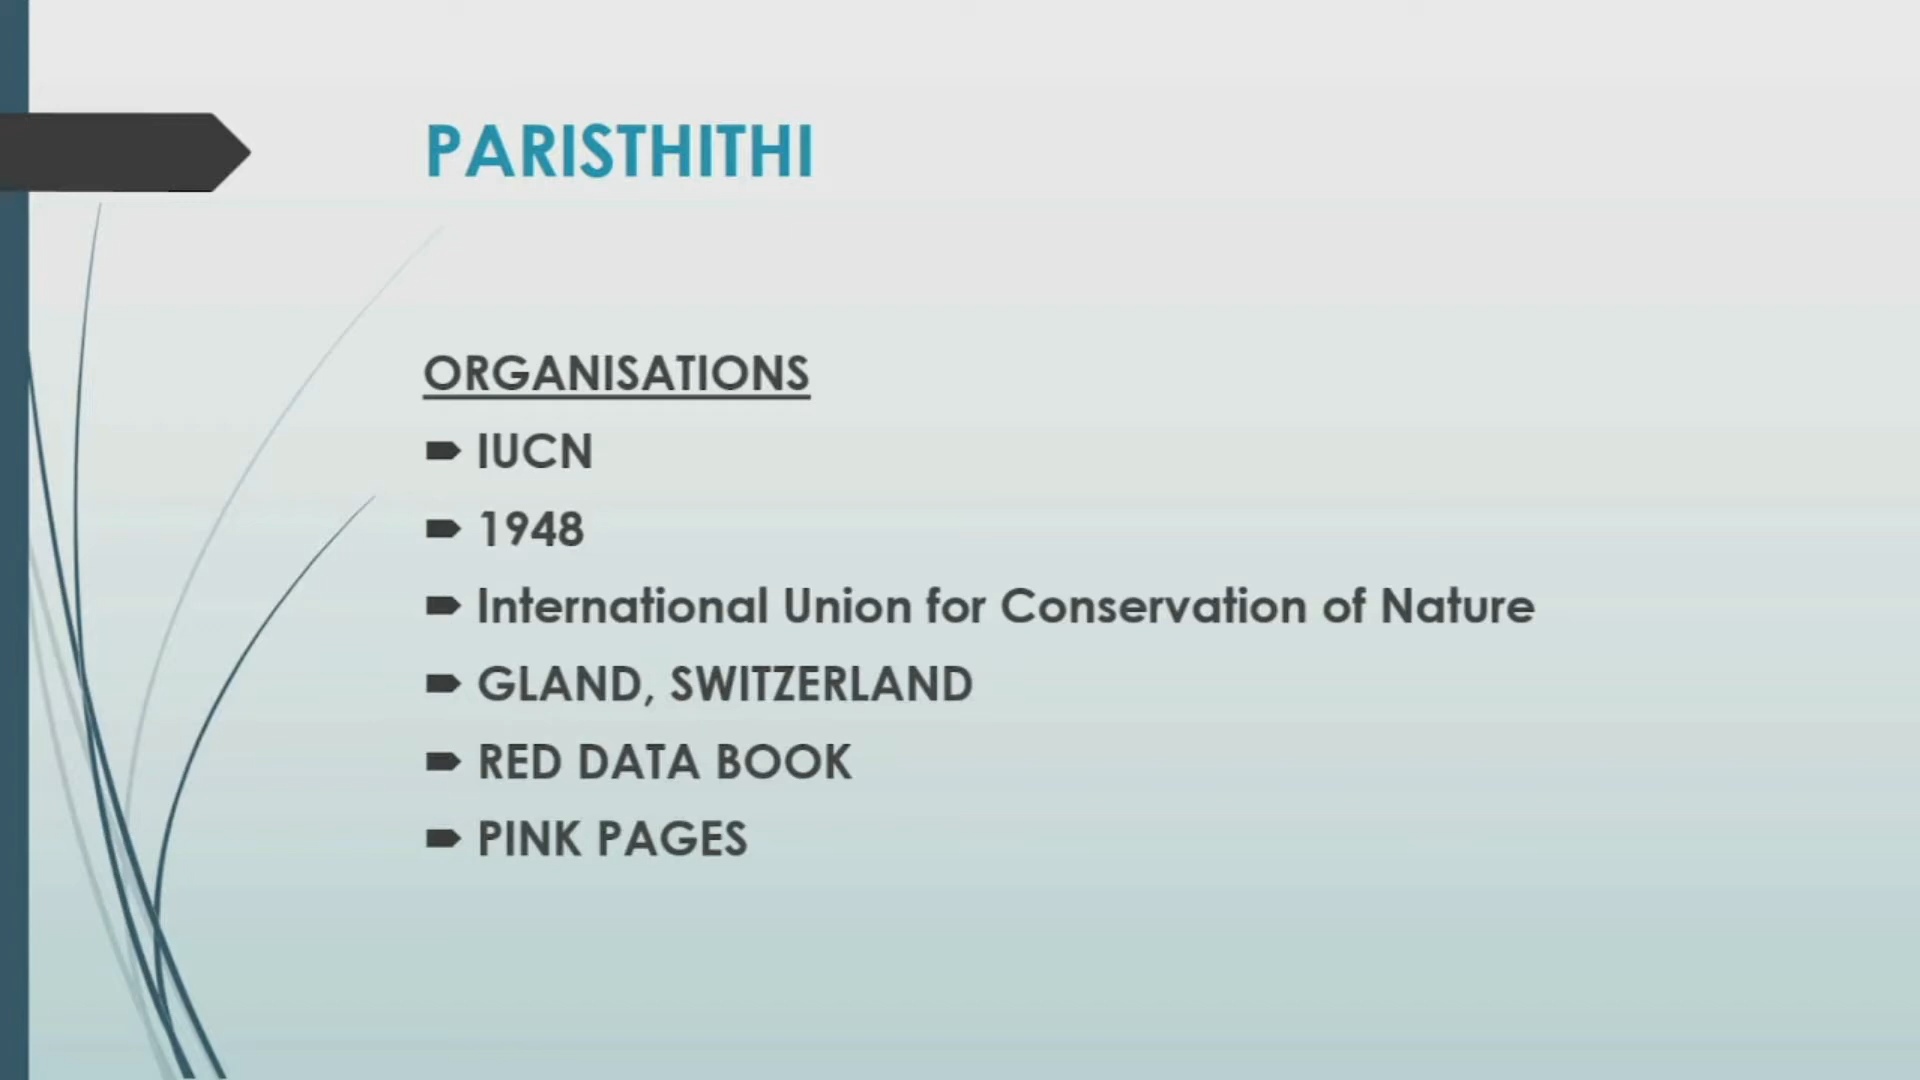 PARISTHITHI
ORGANISATIONS
IUCN
1948
International Union for Conservation of Nature
GLAND, SWITZERLAND
RED DATA BOOK
PINK PAGES